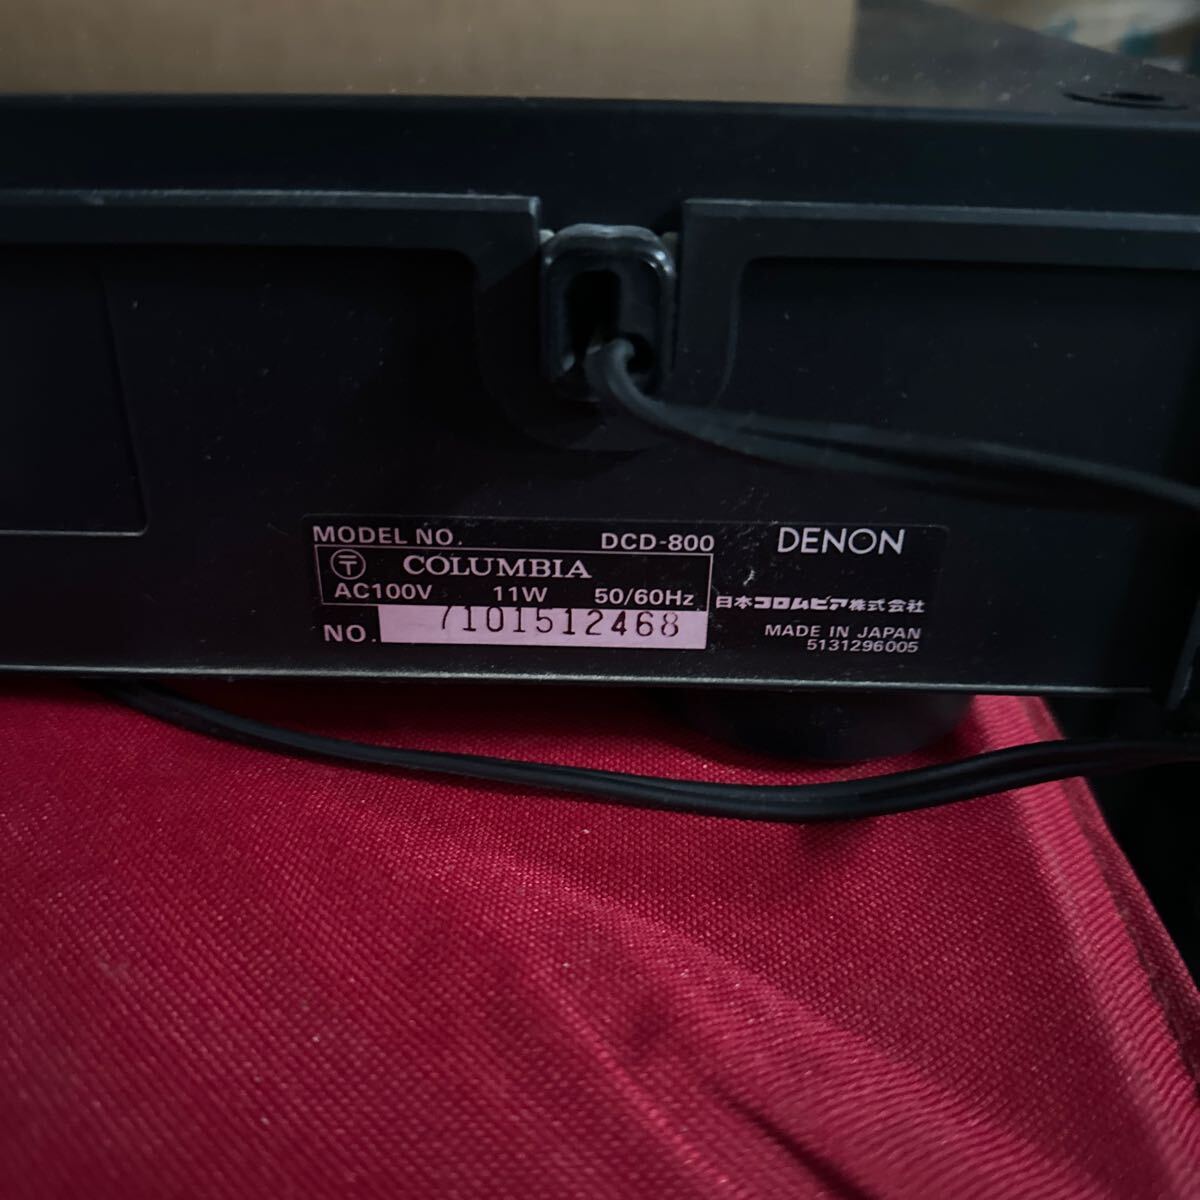 MODEL NO. DCD-800
〒 COLUMBIA
AC100V 11W 50/60Hz
NO. 7101512468
DENON
日本コロムビア株式会社
MADE IN JAPAN
5131296005